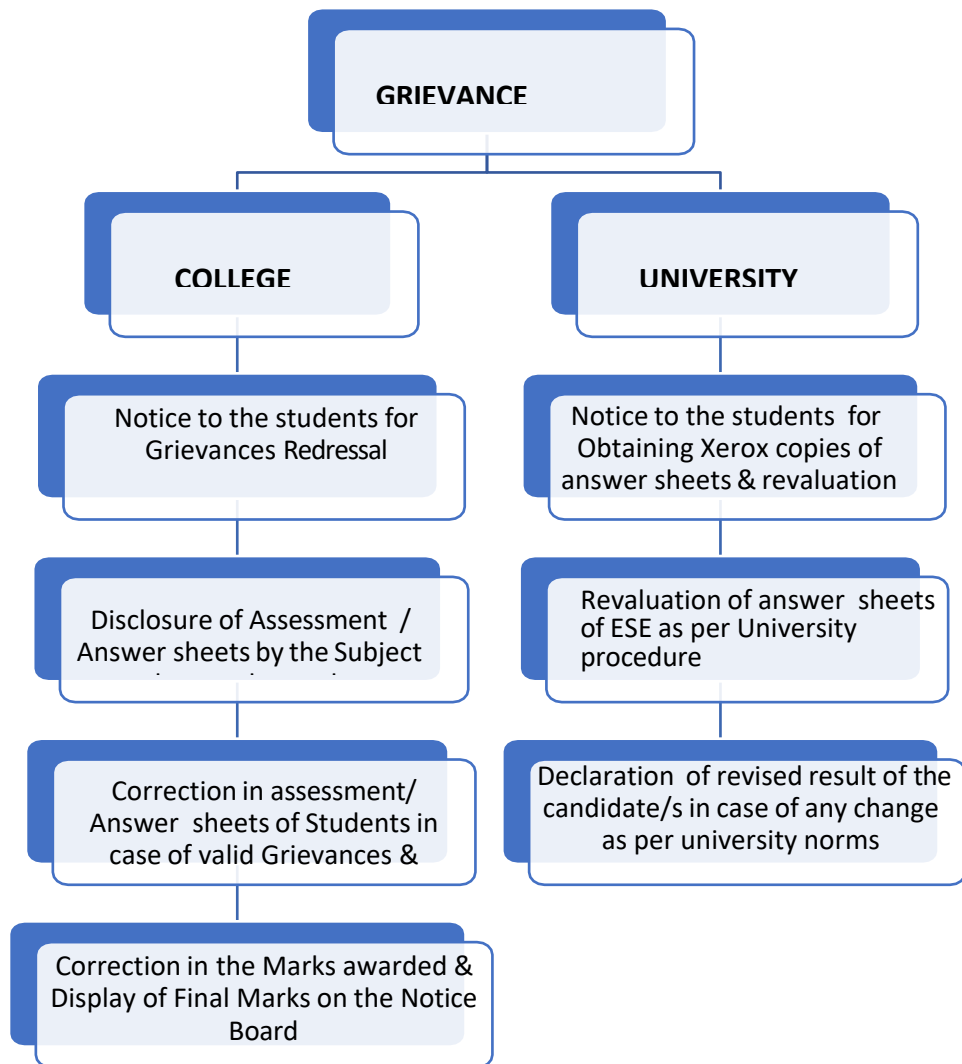 GRIEVANCE
COLLEGE
UNIVERSITY
Notice to the students for
Grievances Redressal
Notice to the students for
Obtaining Xerox copies of
answer sheets & revaluation
Disclosure of Assessment /
Answer sheets by the Subject
Revaluation of answer sheets
of ESE as per University
procedure
Correction in assessment/
Answer sheets of Students in
case of valid Grievances &
Declaration of revised result of the
candidate/s in case of any change
as per university norms
Correction in the Marks awarded &
Display of Final Marks on the Notice
Board